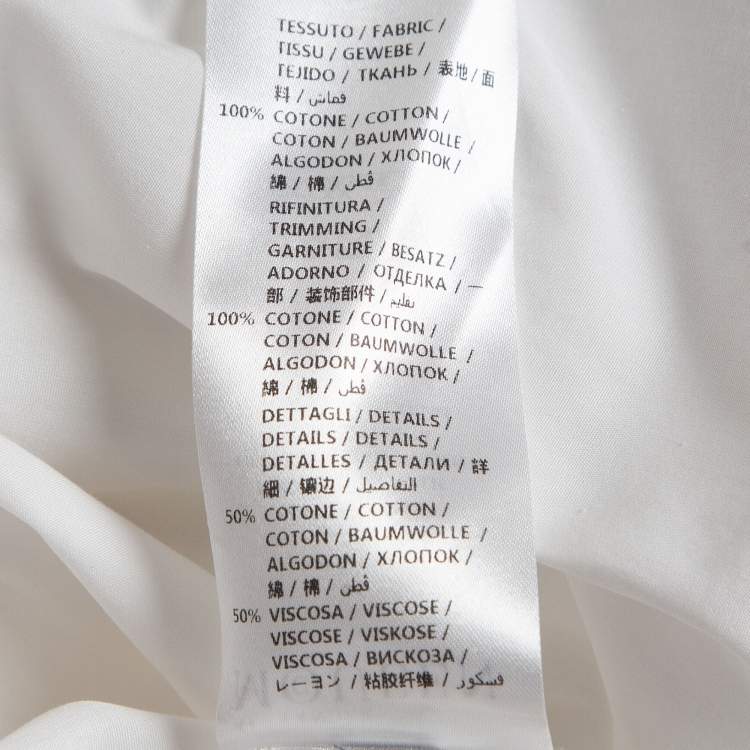 TESSUTO / FABRIC /
TISSU / GEWEBE /
TEJIDO / ТКАНЬ / 表地 / 面
料 / قماش
100% COTONE / COTTON /
COTON / BAUMWOLLE /
ALGODON / ХЛОПОК /
綿 / 棉 / قطن
RIFINITURA /
TRIMMING /
GARNITURE / BESATZ /
ADORNO / ОТДЕЛКА / 一
部 / 装饰部件 / تقليم
100% COTONE / COTTON /
COTON / BAUMWOLLE /
ALGODON / ХЛОПОК /
綿 / 棉 / قطن
DETTAGLI / DETAILS /
DETAILS / DETAILS /
DETALLES / ДЕТАЛИ / 詳
細 / 镶边 / التفاصيل
50% COTONE / COTTON /
COTON / BAUMWOLLE /
ALGODON / ХЛОПОК /
綿 / 棉 / قطن
50% VISCOSA / VISCOSE /
VISCOSE / VISKOSE /
VISCOSA / ВИСКОЗА /
レーヨン / 粘胶纤维 / فسكوز